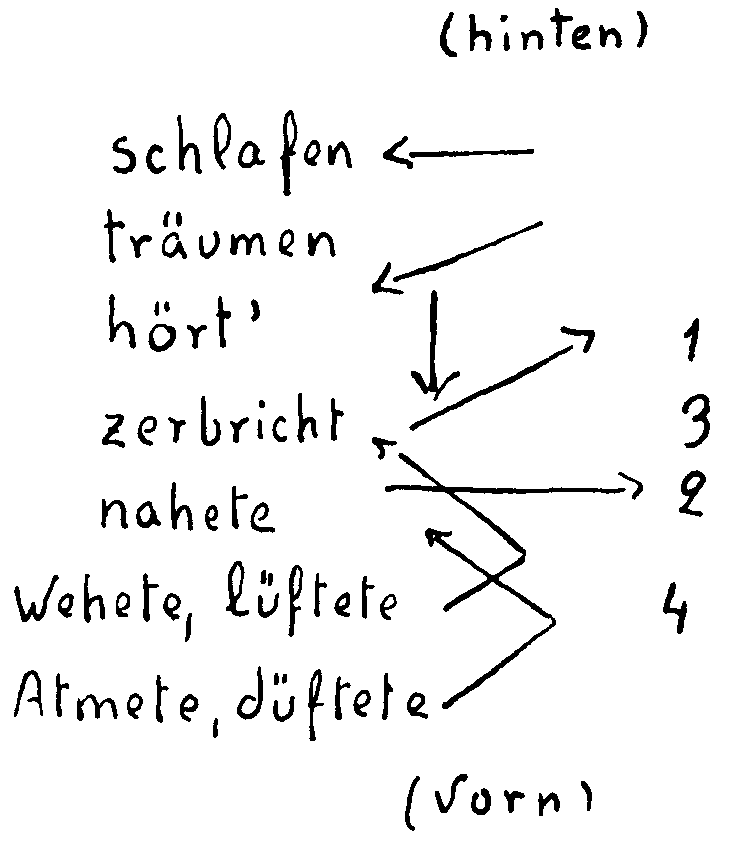 (hinten)
schlafen
träumen
hört' 1
zerbricht 3
nahete 2
Wehete, lüftete 4
Atmete, düftete
(vorn)